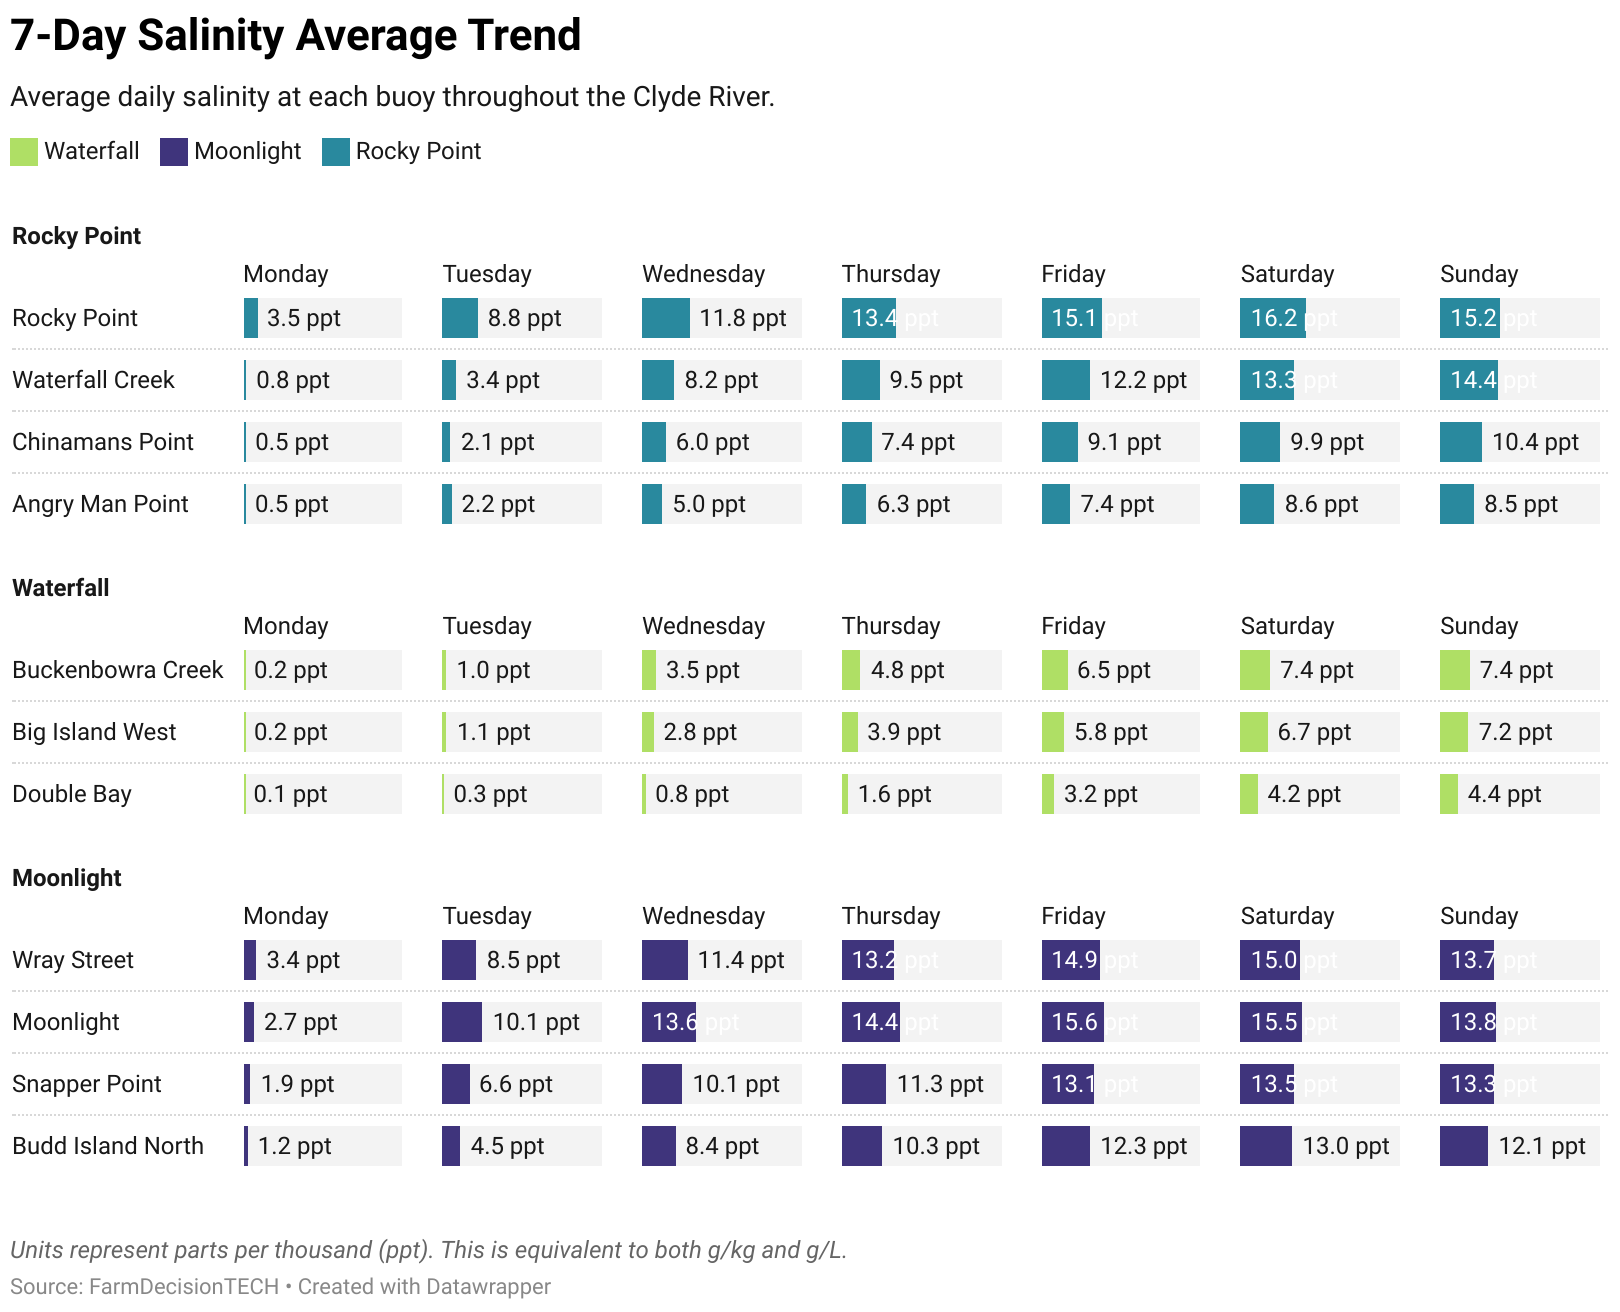 7-Day Salinity Average Trend
Average daily salinity at each buoy throughout the Clyde River.
Waterfall Moonlight Rocky Point
Rocky Point
Monday Tuesday Wednesday Thursday Friday Saturday Sunday
Rocky Point 3.5 ppt 8.8 ppt 11.8 ppt 13.4 ppt 15.1 ppt 16.2 ppt 15.2 ppt
Waterfall Creek 0.8 ppt 3.4 ppt 8.2 ppt 9.5 ppt 12.2 ppt 13.3 ppt 14.4 ppt
Chinamans Point 0.5 ppt 2.1 ppt 6.0 ppt 7.4 ppt 9.1 ppt 9.9 ppt 10.4 ppt
Angry Man Point 0.5 ppt 2.2 ppt 5.0 ppt 6.3 ppt 7.4 ppt 8.6 ppt 8.5 ppt
Waterfall
Monday Tuesday Wednesday Thursday Friday Saturday Sunday
Buckenbowra Creek 0.2 ppt 1.0 ppt 3.5 ppt 4.8 ppt 6.5 ppt 7.4 ppt 7.4 ppt
Big Island West 0.2 ppt 1.1 ppt 2.8 ppt 3.9 ppt 5.8 ppt 6.7 ppt 7.2 ppt
Double Bay 0.1 ppt 0.3 ppt 0.8 ppt 1.6 ppt 3.2 ppt 4.2 ppt 4.4 ppt
Moonlight
Monday Tuesday Wednesday Thursday Friday Saturday Sunday
Wray Street 3.4 ppt 8.5 ppt 11.4 ppt 13.2 ppt 14.9 ppt 15.0 ppt 13.7 ppt
Moonlight 2.7 ppt 10.1 ppt 13.6 ppt 14.4 ppt 15.6 ppt 15.5 ppt 13.8 ppt
Snapper Point 1.9 ppt 6.6 ppt 10.1 ppt 11.3 ppt 13.1 ppt 13.5 ppt 13.3 ppt
Budd Island North 1.2 ppt 4.5 ppt 8.4 ppt 10.3 ppt 12.3 ppt 13.0 ppt 12.1 ppt
Units represent parts per thousand (ppt). This is equivalent to both g/kg and g/L.
Source: FarmDecisionTECH • Created with Datawrapper